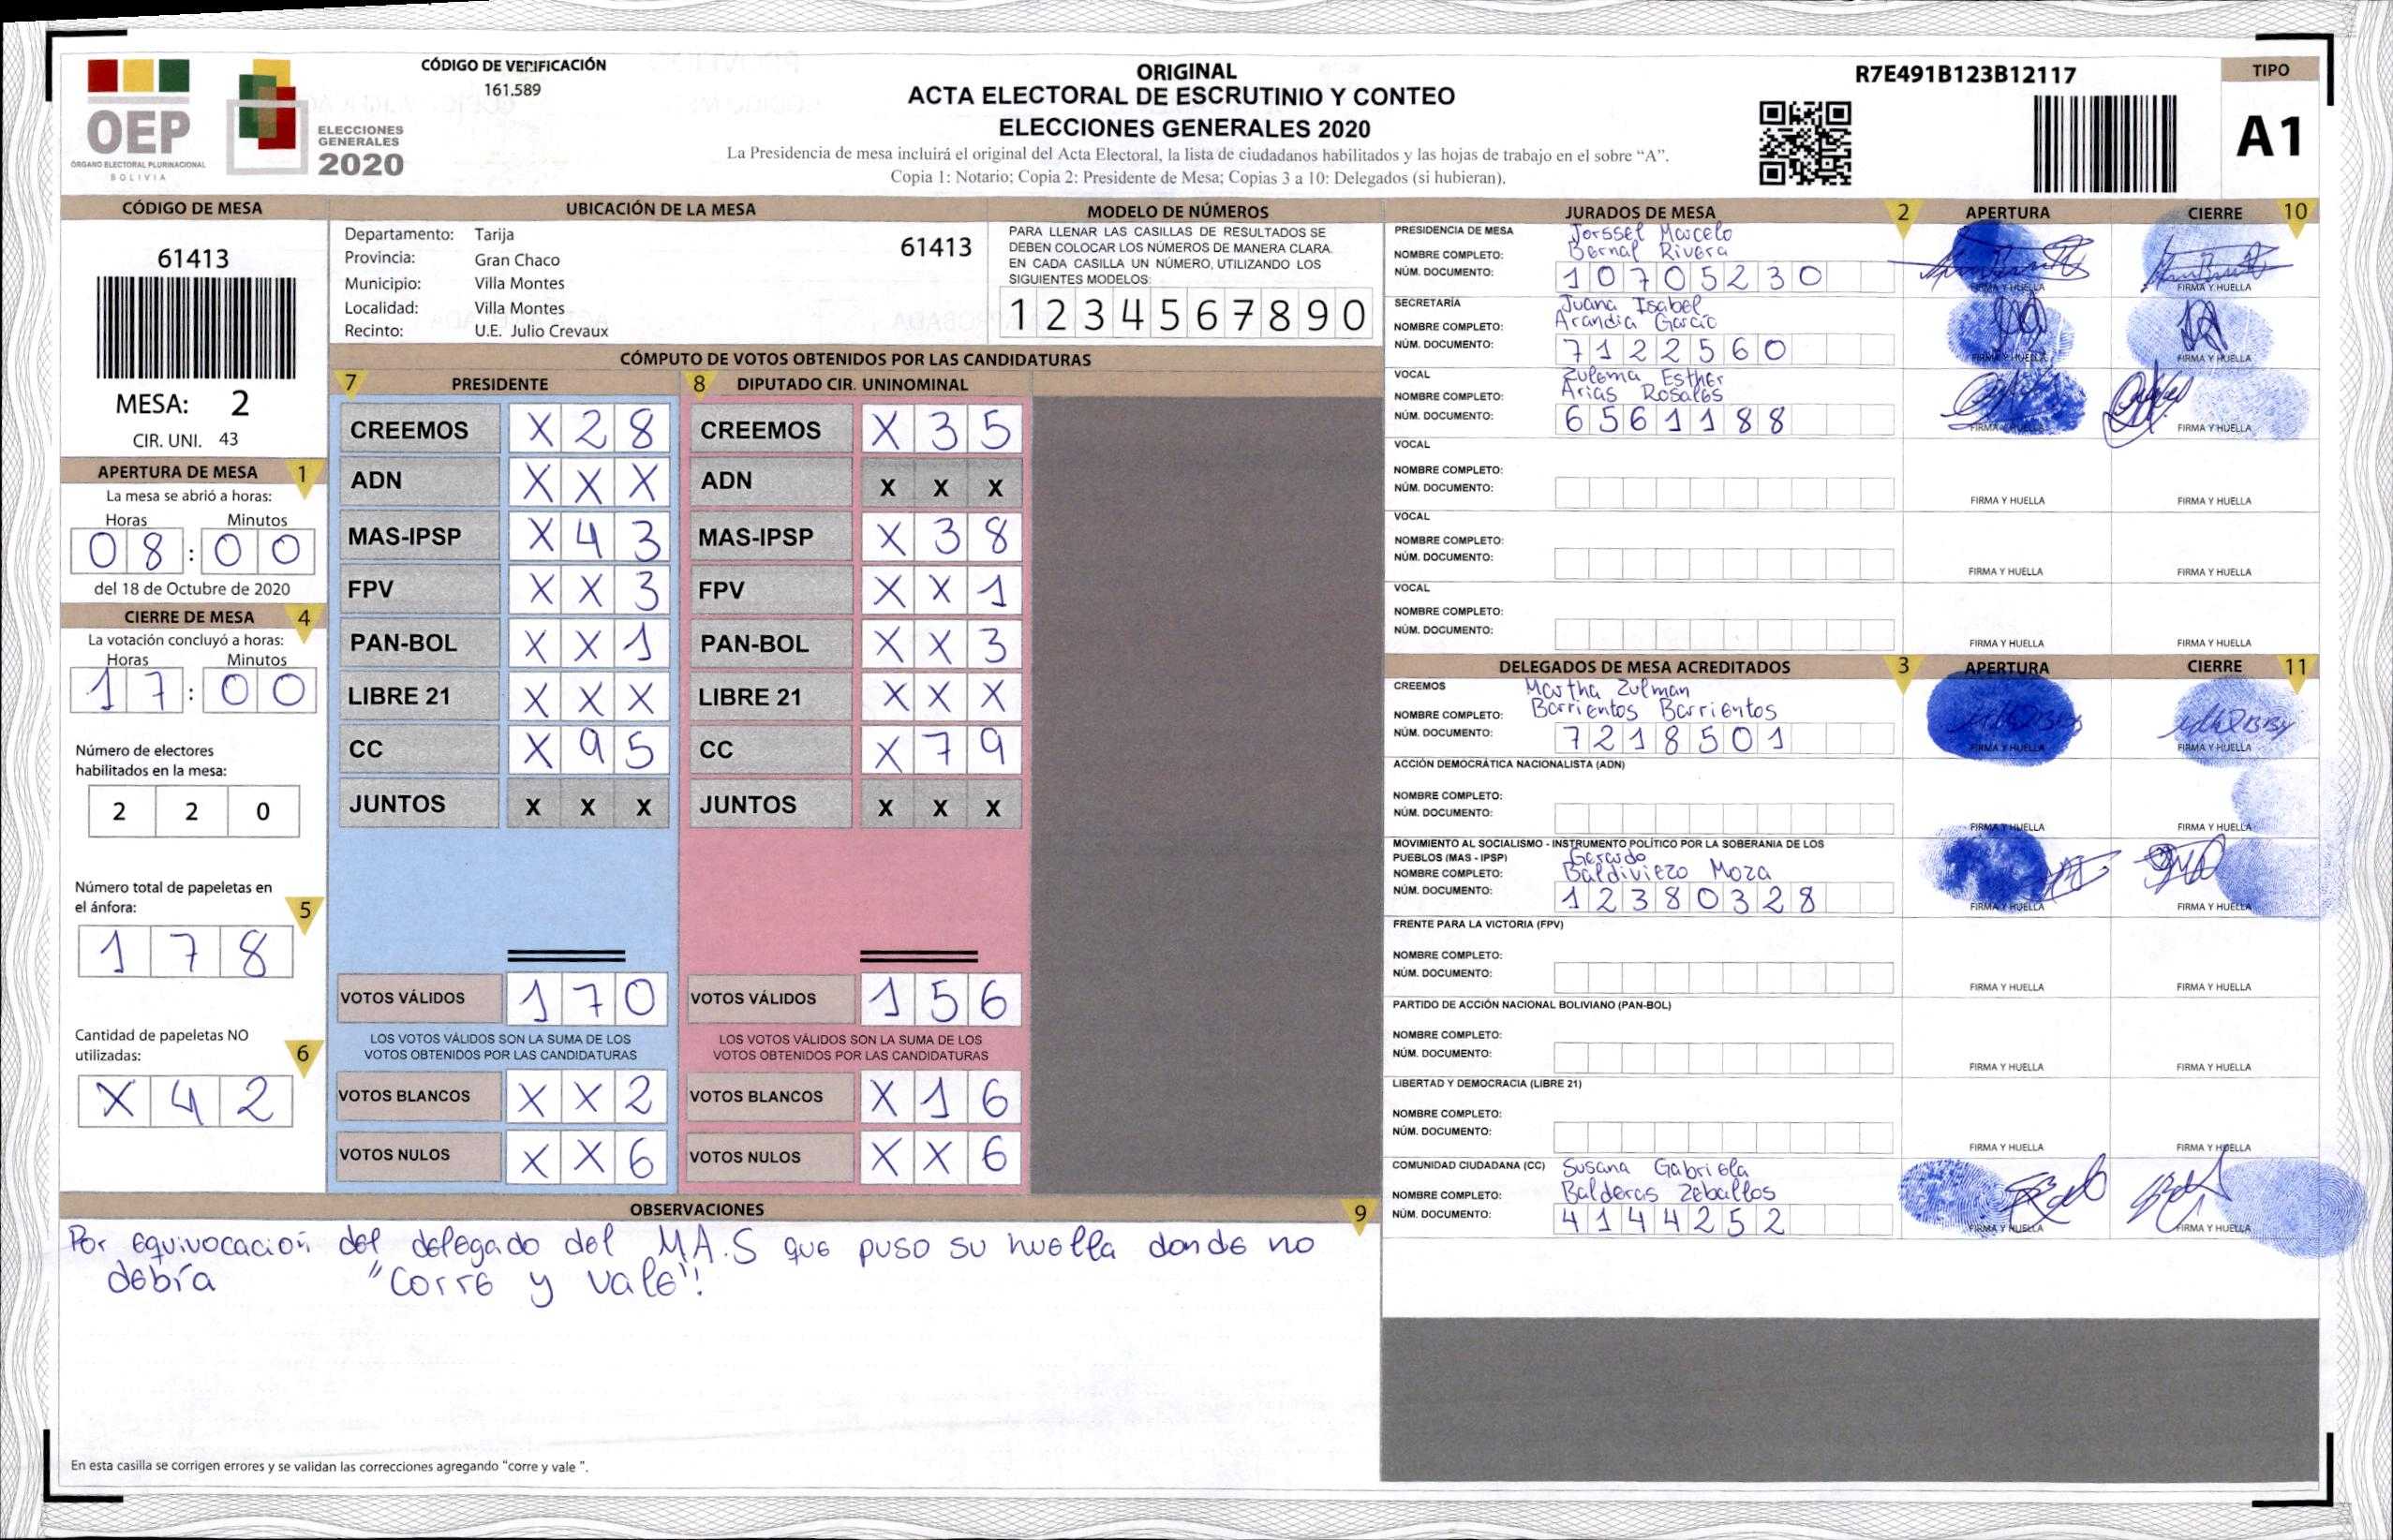 CÓDIGO DE VERIFICACIÓN
161.589
OEP
ÓRGANO ELECTORAL PLURINACIONAL
BOLIVIA
ELECCIONES
GENERALES
2020
ORIGINAL
ACTA ELECTORAL DE ESCRUTINIO Y CONTEO
ELECCIONES GENERALES 2020
La Presidencia de mesa incluirá el original del Acta Electoral, la lista de ciudadanos habilitados y las hojas de trabajo en el sobre “A”.
Copia 1: Notario; Copia 2: Presidente de Mesa; Copias 3 a 10: Delegados (si hubieran).
R7E491B123B12117
TIPO
A1
CÓDIGO DE MESA
61413
MESA: 2
CIR. UNI. 43
UBICACIÓN DE LA MESA
Departamento: Tarija
61413
Provincia: Gran Chaco
Municipio: Villa Montes
Localidad: Villa Montes
Recinto: U.E. Julio Crevaux
MODELO DE NÚMEROS
PARA LLENAR LAS CASILLAS DE RESULTADOS SE
DEBEN COLOCAR LOS NÚMEROS DE MANERA CLARA.
EN CADA CASILLA UN NÚMERO, UTILIZANDO LOS
SIGUIENTES MODELOS:
1 2 3 4 5 6 7 8 9 0
APERTURA DE MESA 1
La mesa se abrió a horas:
Horas Minutos
0 8 : 0 0
del 18 de Octubre de 2020
CIERRE DE MESA 4
La votación concluyó a horas:
Horas Minutos
1 7 : 0 0
Número de electores
habilitados en la mesa:
2 2 0
Número total de papeletas en
el ánfora: 5
1 7 8
Cantidad de papeletas NO
utilizadas: 6
X 4 2
CÓMPUTO DE VOTOS OBTENIDOS POR LAS CANDIDATURAS
7 PRESIDENTE
CREEMOS X 2 8
ADN X X X
MAS-IPSP X 4 3
FPV X X 3
PAN-BOL X X 1
LIBRE 21 X X X
CC X 9 5
JUNTOS X X X
VOTOS VÁLIDOS 1 7 0
LOS VOTOS VÁLIDOS SON LA SUMA DE LOS
VOTOS OBTENIDOS POR LAS CANDIDATURAS
VOTOS BLANCOS X X 2
VOTOS NULOS X X 6
8 DIPUTADO CIR. UNINOMINAL
CREEMOS X 3 5
ADN X X X
MAS-IPSP X 3 8
FPV X X 1
PAN-BOL X X 3
LIBRE 21 X X X
CC X 7 9
JUNTOS X X X
VOTOS VÁLIDOS 1 5 6
LOS VOTOS VÁLIDOS SON LA SUMA DE LOS
VOTOS OBTENIDOS POR LAS CANDIDATURAS
VOTOS BLANCOS X 1 6
VOTOS NULOS X X 6
OBSERVACIONES 9
Por equivocación del delegado del MA.S que puso su huella donde no
debría "corre y vale"!
En esta casilla se corrigen errores y se validan las correcciones agregando “corre y vale ”.
JURADOS DE MESA 2 APERTURA CIERRE 10
PRESIDENCIA DE MESA Jorssel Marcelo
NOMBRE COMPLETO: Bernal Rivera
NÚM. DOCUMENTO: 1 0 7 0 5 2 3 0
FIRMA Y HUELLA FIRMA Y HUELLA
SECRETARÍA Juana Isabel
NOMBRE COMPLETO: Arandia Garcia
NÚM. DOCUMENTO: 7 1 2 2 5 6 0
FIRMA Y HUELLA FIRMA Y HUELLA
VOCAL Zulema Esther
NOMBRE COMPLETO: Arias Rosales
NÚM. DOCUMENTO: 6 5 6 1 1 8 8
FIRMA Y HUELLA FIRMA Y HUELLA
VOCAL
NOMBRE COMPLETO:
NÚM. DOCUMENTO:
FIRMA Y HUELLA FIRMA Y HUELLA
VOCAL
NOMBRE COMPLETO:
NÚM. DOCUMENTO:
FIRMA Y HUELLA FIRMA Y HUELLA
VOCAL
NOMBRE COMPLETO:
NÚM. DOCUMENTO:
FIRMA Y HUELLA FIRMA Y HUELLA
DELEGADOS DE MESA ACREDITADOS 3 APERTURA CIERRE 11
CREEMOS Martha Zulman
NOMBRE COMPLETO: Barrientos Barrientos
NÚM. DOCUMENTO: 7 2 1 8 5 0 1
FIRMA Y HUELLA FIRMA Y HUELLA
ACCIÓN DEMOCRÁTICA NACIONALISTA (ADN)
NOMBRE COMPLETO:
NÚM. DOCUMENTO:
FIRMA Y HUELLA FIRMA Y HUELLA
MOVIMIENTO AL SOCIALISMO - INSTRUMENTO POLÍTICO POR LA SOBERANIA DE LOS
PUEBLOS (MAS - IPSP) Gerardo
NOMBRE COMPLETO: Baldiviezo Moza
NÚM. DOCUMENTO: 1 2 3 8 0 3 2 8
FIRMA Y HUELLA FIRMA Y HUELLA
FRENTE PARA LA VICTORIA (FPV)
NOMBRE COMPLETO:
NÚM. DOCUMENTO:
FIRMA Y HUELLA FIRMA Y HUELLA
PARTIDO DE ACCIÓN NACIONAL BOLIVIANO (PAN-BOL)
NOMBRE COMPLETO:
NÚM. DOCUMENTO:
FIRMA Y HUELLA FIRMA Y HUELLA
LIBERTAD Y DEMOCRACIA (LIBRE 21)
NOMBRE COMPLETO:
NÚM. DOCUMENTO:
FIRMA Y HUELLA FIRMA Y HUELLA
COMUNIDAD CIUDADANA (CC) Susana Gabriela
NOMBRE COMPLETO: Balderas Zeballos
NÚM. DOCUMENTO: 4 1 4 4 2 5 2
FIRMA Y HUELLA FIRMA Y HUELLA